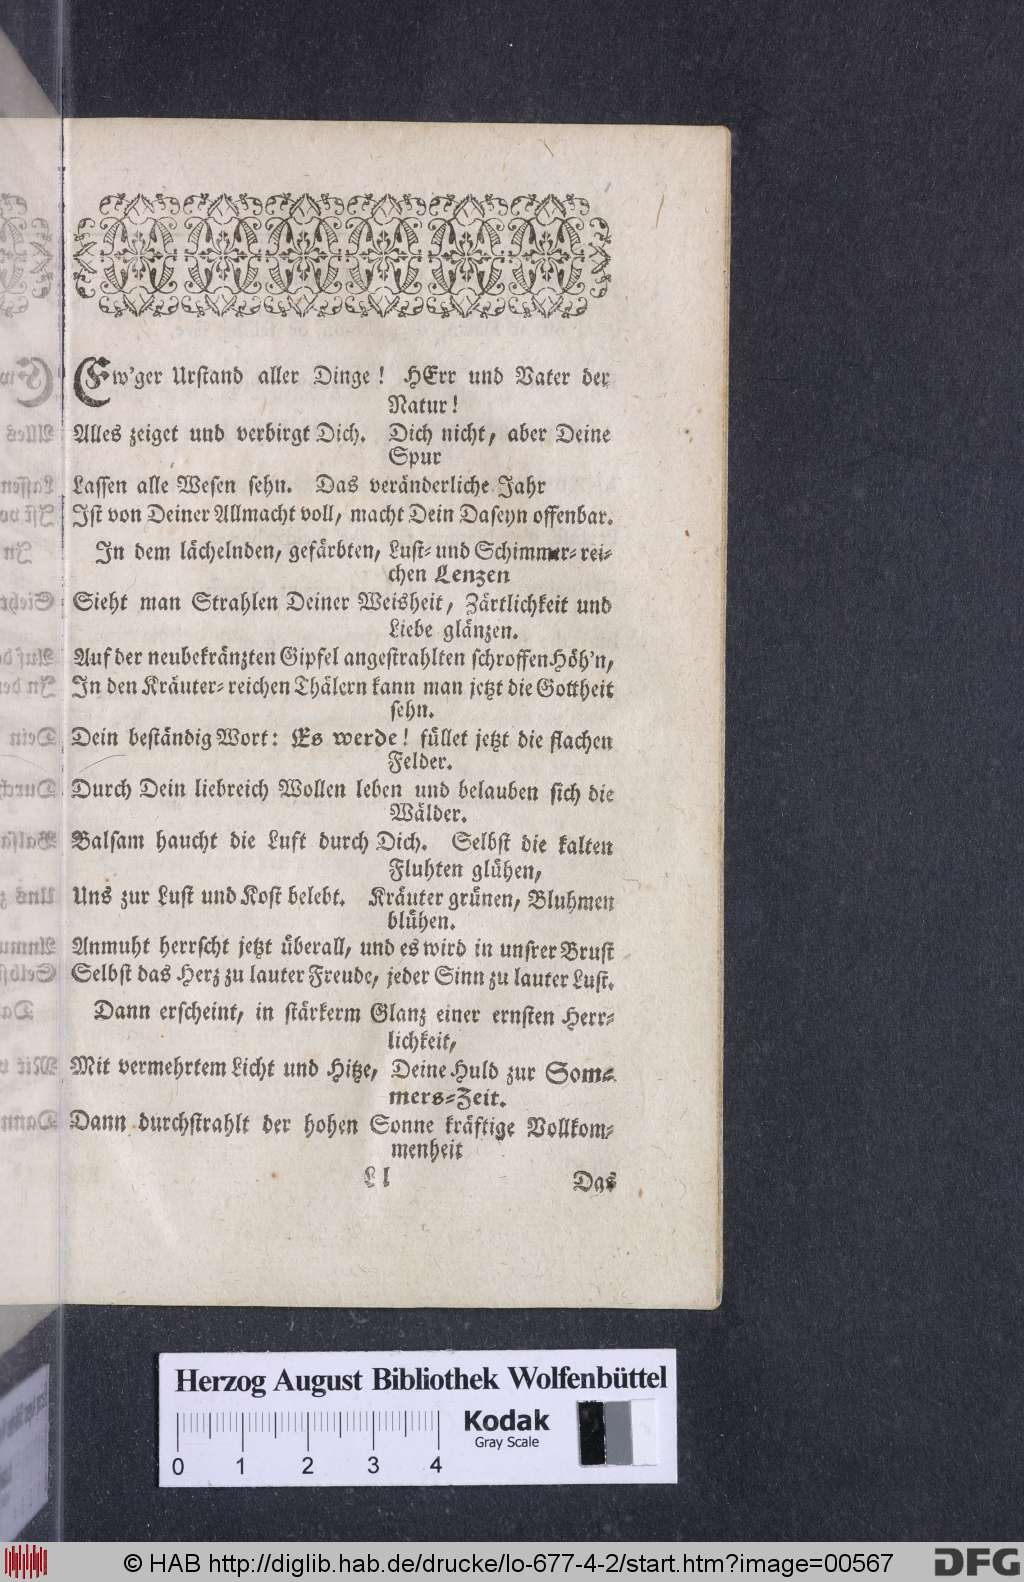 Ew'ger Urstand aller Dinge! HErr und Vater der
Natur!
Alles zeiget und verbirgt Dich. Dich nicht, aber Deine
Spur
Lassen alle Wesen sehn. Das veränderliche Jahr
Ist von Deiner Allmacht voll, macht Dein Daseyn offenbar.
In dem lächelnden, gefärbten, Lust- und Schimmer-rei-
chen Lenzen
Sieht man Strahlen Deiner Weisheit, Zärtlichkeit und
Liebe glänzen.
Auf der neubekränzten Gipfel angestrahlten schroffen Höh'n,
In den Kräuter-reichen Thälern kann man jetzt die Gottheit
sehn.
Dein beständig Wort: Es werde! füllet jetzt die flachen
Felder.
Durch Dein liebreich Wollen leben und belauben sich die
Wälder.
Balsam haucht die Luft durch Dich. Selbst die kalten
Fluhten glühen,
Uns zur Lust und Kost belebt. Kräuter grünen, Bluhmen
blühen.
Anmuht herrscht jetzt überall, und es wird in unsrer Brust
Selbst das Herz zu lauter Freude, jeder Sinn zu lauter Lust.
Dann erscheint, in stärkerm Glanz einer ernsten Herr-
lichkeit,
Mit vermehrtem Licht und Hitze, Deine Huld zur Som-
mers-Zeit.
Dann durchstrahlt der hohen Sonne kräftige Vollkom-
menheit
Ll Das
Herzog August Bibliothek Wolfenbüttel
Kodak
Gray Scale
0 1 2 3 4
© HAB http://diglib.hab.de/drucke/lo-677-4-2/start.htm?image=00567
DFG